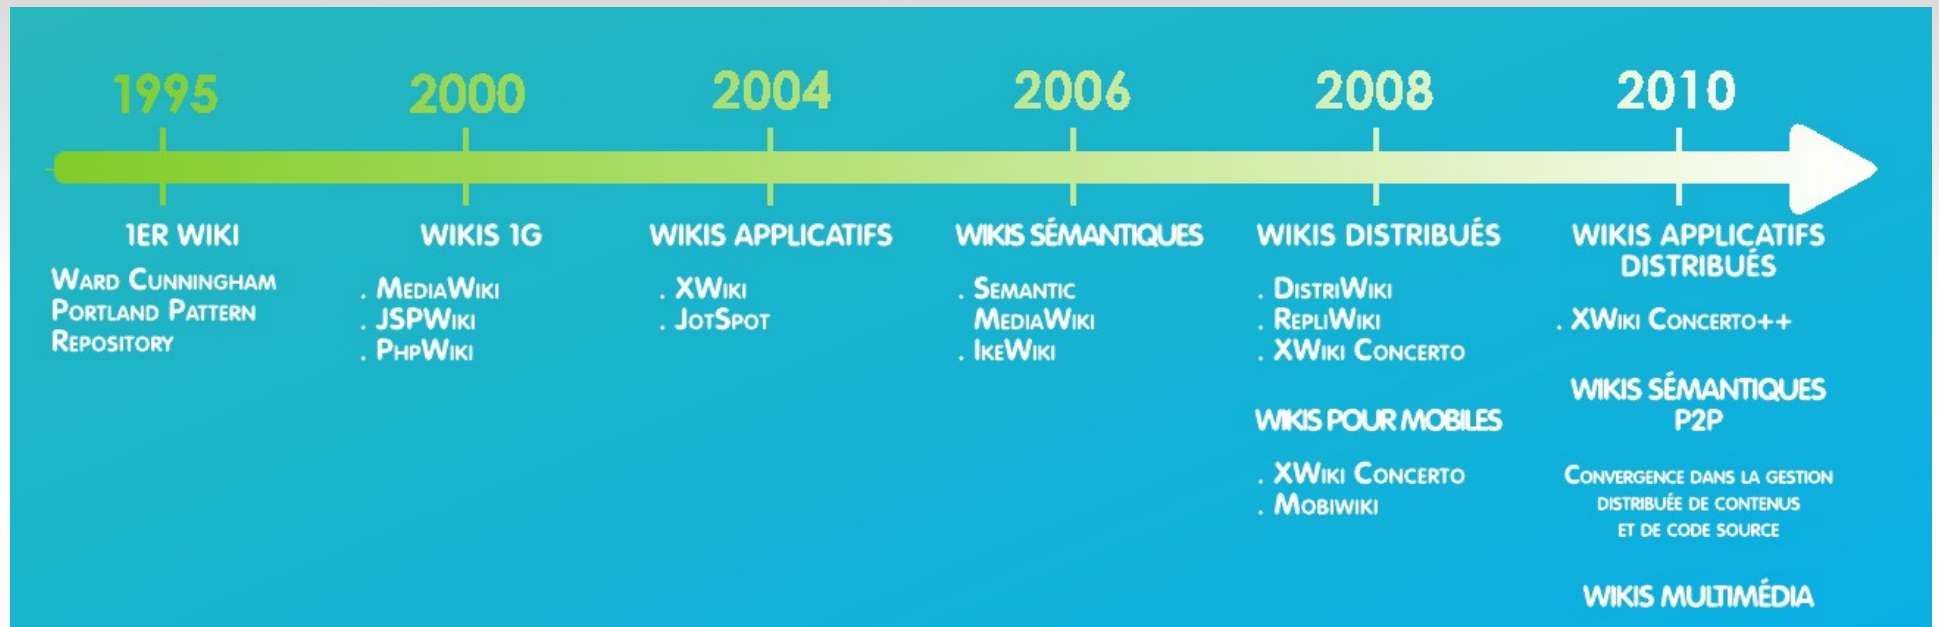 1995
1ER WIKI
WARD CUNNINGHAM
PORTLAND PATTERN
REPOSITORY
2000
WIKIS 1G
. MEDIAWIKI
. JSPWIKI
. PHPWIKI
2004
WIKIS APPLICATIFS
. XWIKI
. JOTSPOT
2006
WIKIS SÉMANTIQUES
. SEMANTIC
MEDIAWIKI
. IKEWIKI
2008
WIKIS DISTRIBUÉS
. DISTRIWIKI
. REPLIWIKI
. XWIKI CONCERTO
WIKIS POUR MOBILES
. XWIKI CONCERTO
. MOBIWIKI
2010
WIKIS APPLICATIFS
DISTRIBUÉS
. XWIKI CONCERTO++
WIKIS SÉMANTIQUES
P2P
CONVERGENCE DANS LA GESTION
DISTRIBUÉE DE CONTENUS
ET DE CODE SOURCE
WIKIS MULTIMÉDIA